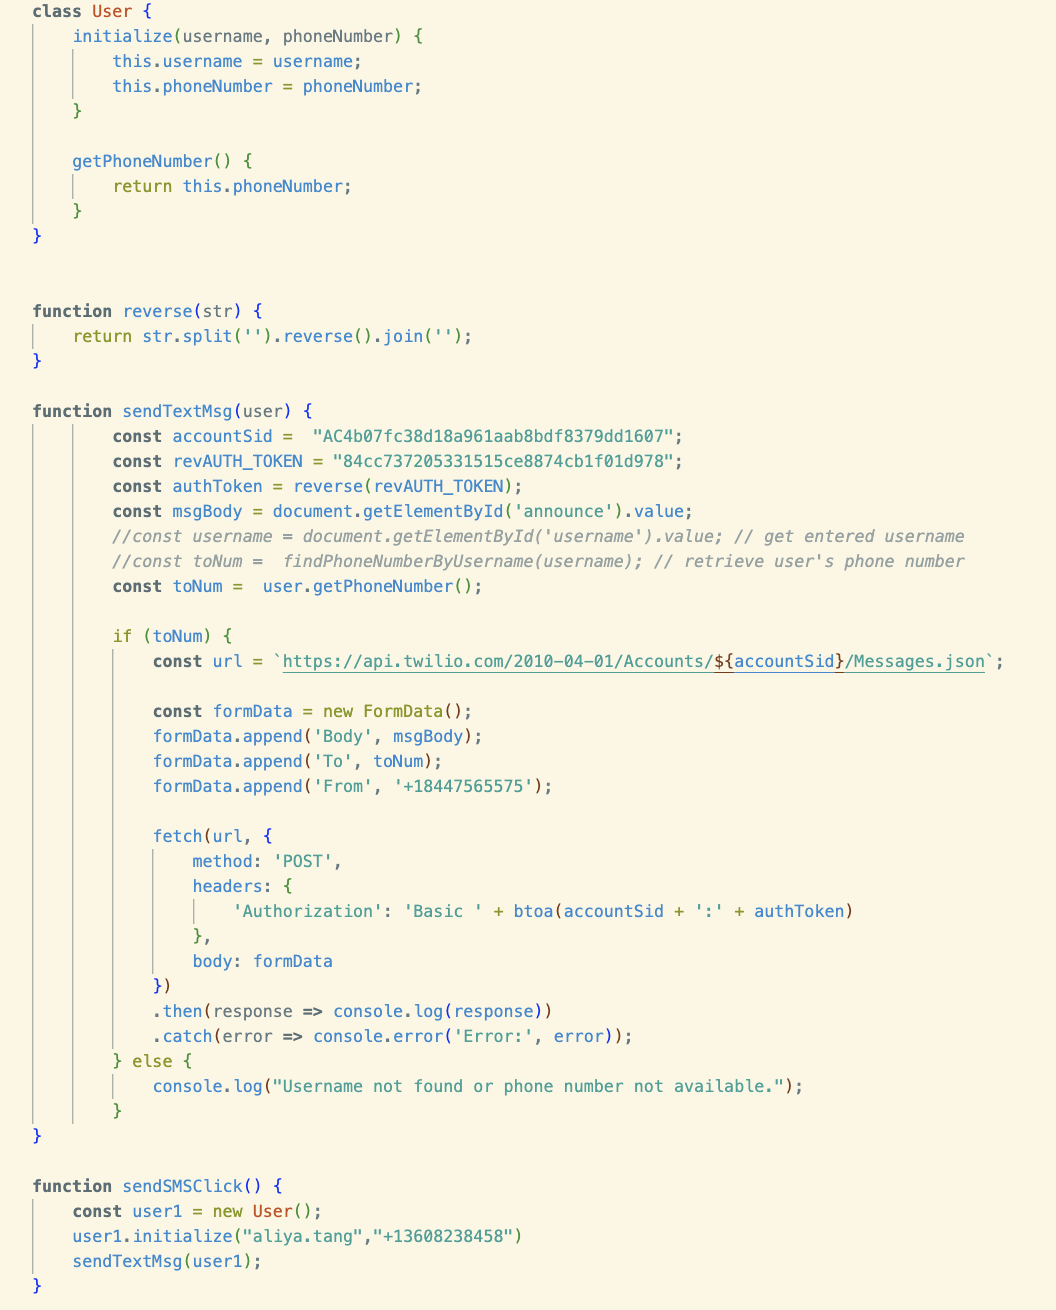 class User {
initialize(username, phoneNumber) {
this.username = username;
this.phoneNumber = phoneNumber;
}
getPhoneNumber() {
return this.phoneNumber;
}
}
function reverse(str) {
return str.split('').reverse().join('');
}
function sendTextMsg(user) {
const accountSid =  "AC4b07fc38d18a961aab8bdf8379dd1607";
const revAUTH_TOKEN = "84cc737205331515ce8874cb1f01d978";
const authToken = reverse(revAUTH_TOKEN);
const msgBody = document.getElementById('announce').value;
//const username = document.getElementById('username').value; // get entered username
//const toNum =  findPhoneNumberByUsername(username); // retrieve user's phone number
const toNum =  user.getPhoneNumber();
if (toNum) {
const url = `https://api.twilio.com/2010-04-01/Accounts/${accountSid}/Messages.json`;
const formData = new FormData();
formData.append('Body', msgBody);
formData.append('To', toNum);
formData.append('From', '+18447565575');
fetch(url, {
method: 'POST',
headers: {
'Authorization': 'Basic ' + btoa(accountSid + ':' + authToken)
},
body: formData
})
.then(response => console.log(response))
.catch(error => console.error('Error:', error));
} else {
console.log("Username not found or phone number not available.");
}
}
function sendSMSClick() {
const user1 = new User();
user1.initialize("aliya.tang","+13608238458")
sendTextMsg(user1);
}